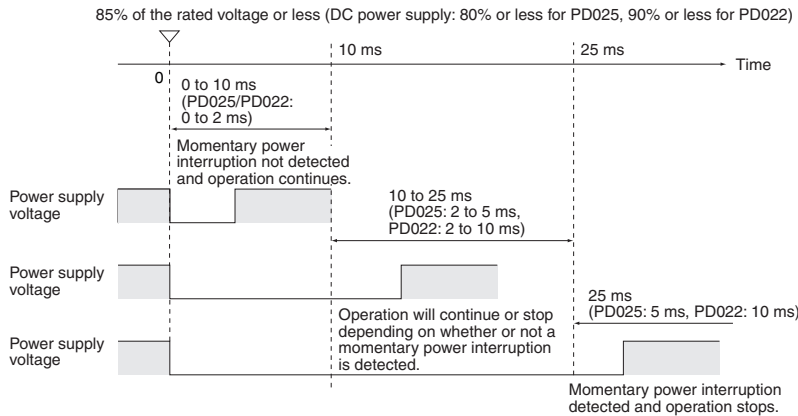 85% of the rated voltage or less (DC power supply: 80% or less for PD025, 90% or less for PD022)
10 ms
25 ms
Time
0
0 to 10 ms
(PD025/PD022:
0 to 2 ms)
Momentary power
interruption not detected
and operation continues.
Power supply
voltage
10 to 25 ms
(PD025: 2 to 5 ms,
PD022: 2 to 10 ms)
Power supply
voltage
Operation will continue or stop
depending on whether or not a
momentary power interruption
is detected.
25 ms
(PD025: 5 ms, PD022: 10 ms)
Power supply
voltage
Momentary power interruption
detected and operation stops.